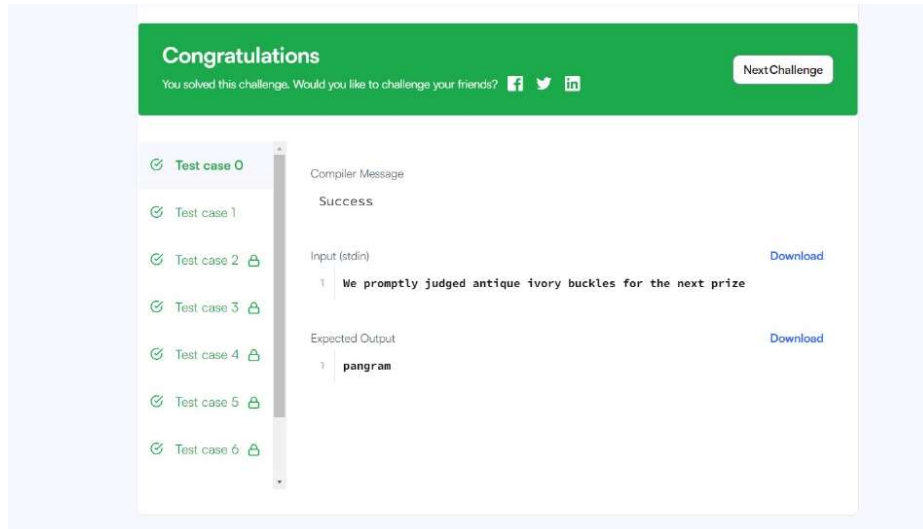 Congratulations
You solved this challenge. Would you like to challenge your friends?
Next Challenge
Test case 0
Test case 1
Test case 2
Test case 3
Test case 4
Test case 5
Test case 6
Compiler Message
Success
Input (stdin)
Download
1 We promptly judged antique ivory buckles for the next prize
Expected Output
Download
1 pangram